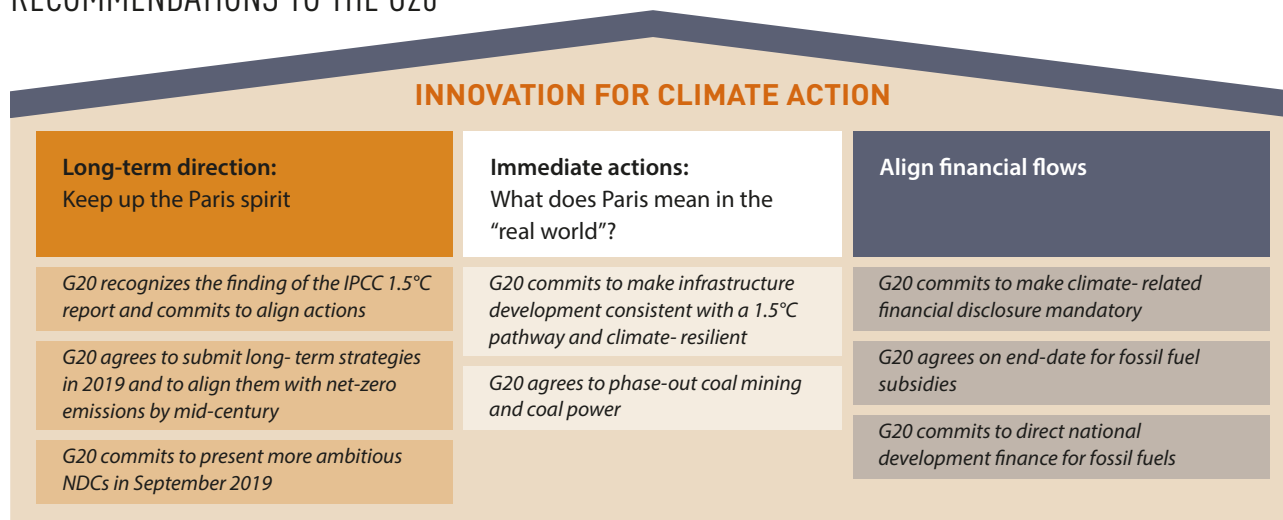 RECOMMENDATIONS TO THE G20
INNOVATION FOR CLIMATE ACTION
Long-term direction:
Keep up the Paris spirit
G20 recognizes the finding of the IPCC 1.5°C
report and commits to align actions
G20 agrees to submit long- term strategies
in 2019 and to align them with net-zero
emissions by mid-century
G20 commits to present more ambitious
NDCs in September 2019
Immediate actions:
What does Paris mean in the
“real world”?
G20 commits to make infrastructure
development consistent with a 1.5°C
pathway and climate- resilient
G20 agrees to phase-out coal mining
and coal power
Align financial flows
G20 commits to make climate- related
financial disclosure mandatory
G20 agrees on end-date for fossil fuel
subsidies
G20 commits to direct national
development finance for fossil fuels